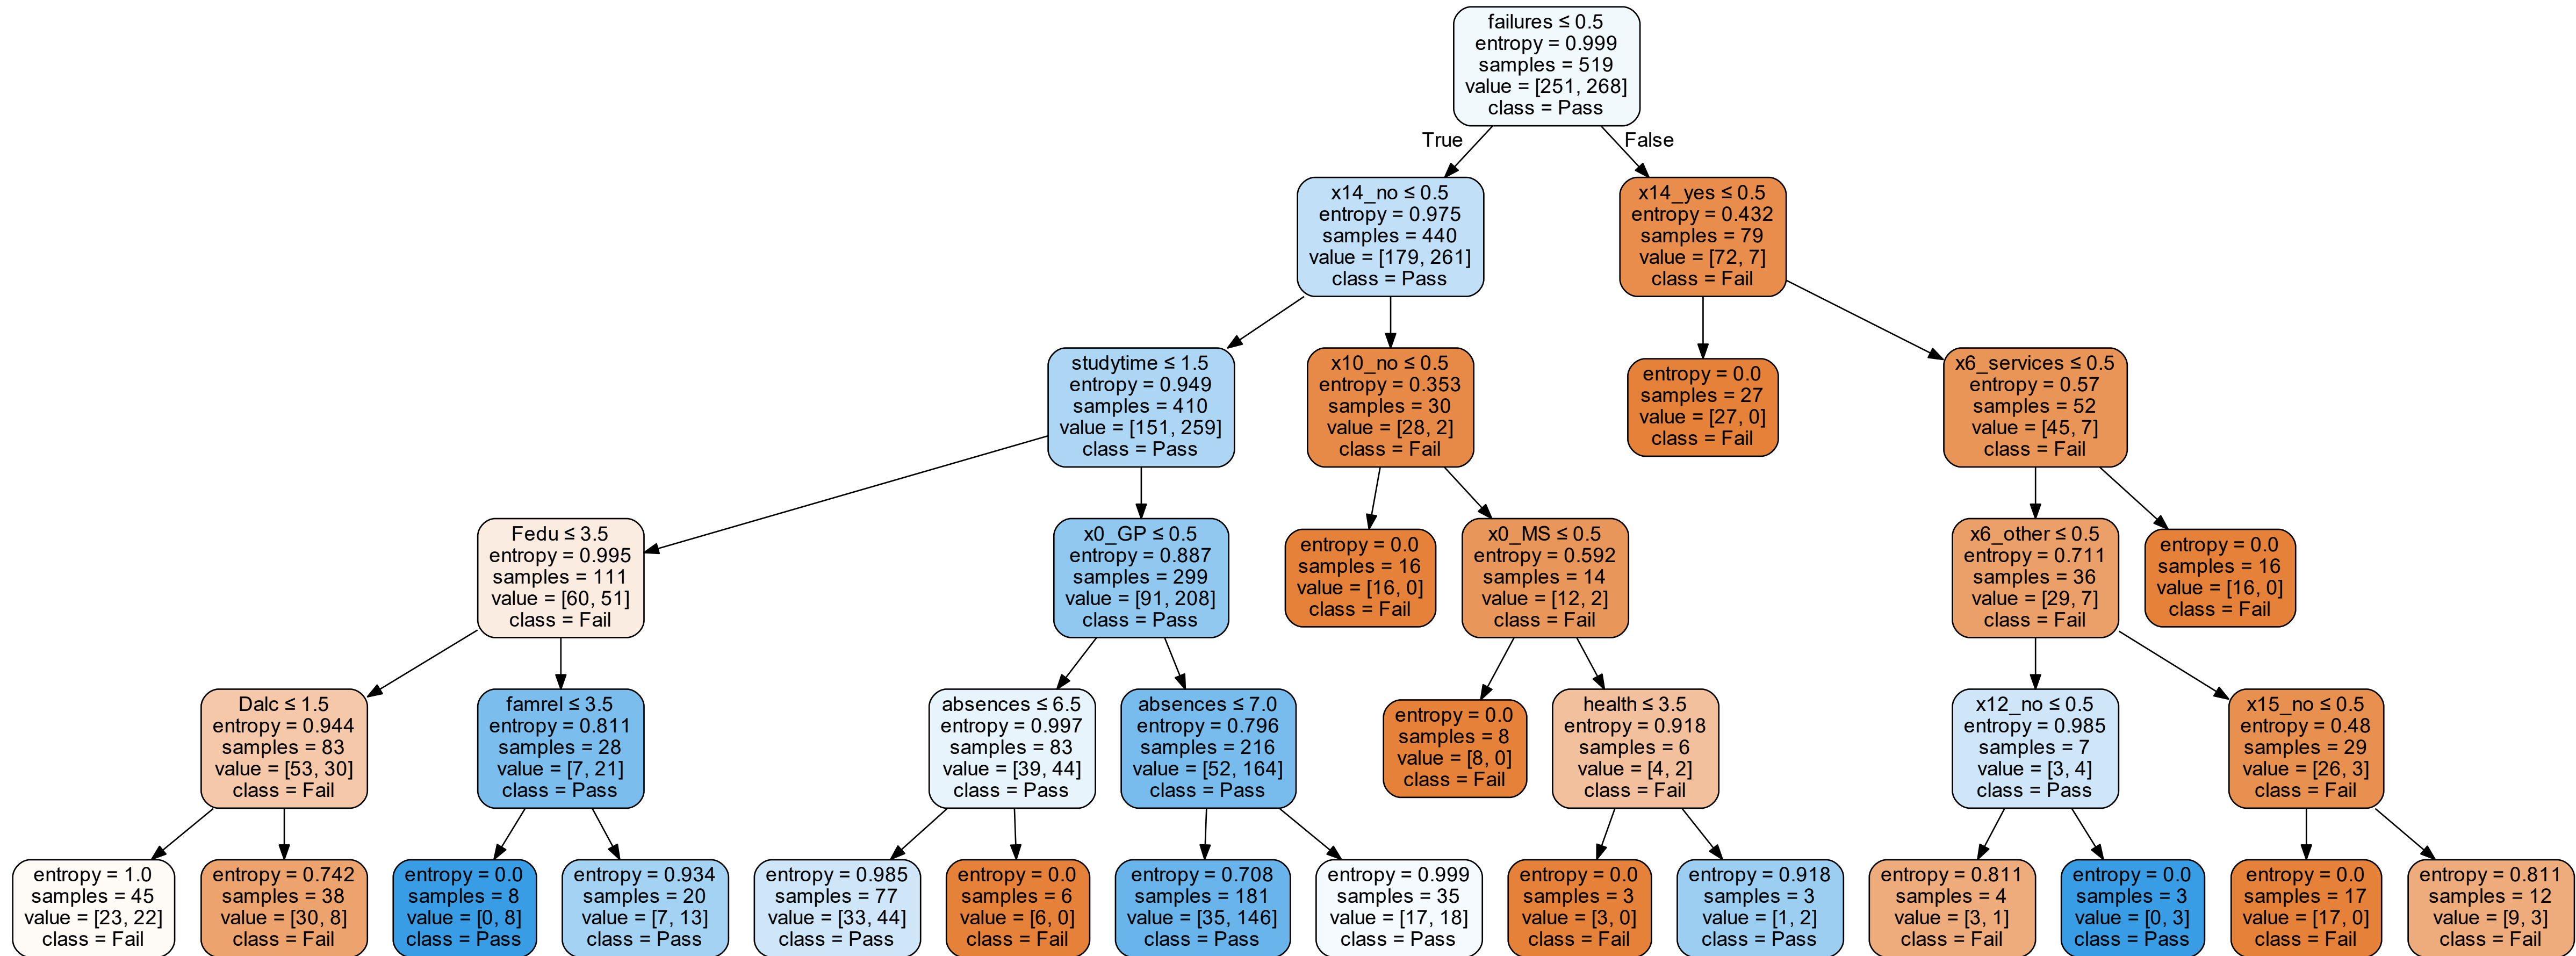 failures ≤ 0.5
entropy = 0.999
samples = 519
value = [251, 268]
class = Pass
True
False
x14_no ≤ 0.5
entropy = 0.975
samples = 440
value = [179, 261]
class = Pass
x14_yes ≤ 0.5
entropy = 0.432
samples = 79
value = [72, 7]
class = Fail
studytime ≤ 1.5
entropy = 0.949
samples = 410
value = [151, 259]
class = Pass
x10_no ≤ 0.5
entropy = 0.353
samples = 30
value = [28, 2]
class = Fail
entropy = 0.0
samples = 27
value = [27, 0]
class = Fail
x6_services ≤ 0.5
entropy = 0.57
samples = 52
value = [45, 7]
class = Fail
Fedu ≤ 3.5
entropy = 0.995
samples = 111
value = [60, 51]
class = Fail
x0_GP ≤ 0.5
entropy = 0.887
samples = 299
value = [91, 208]
class = Pass
entropy = 0.0
samples = 16
value = [16, 0]
class = Fail
x0_MS ≤ 0.5
entropy = 0.592
samples = 14
value = [12, 2]
class = Fail
x6_other ≤ 0.5
entropy = 0.711
samples = 36
value = [29, 7]
class = Fail
entropy = 0.0
samples = 16
value = [16, 0]
class = Fail
Dalc ≤ 1.5
entropy = 0.944
samples = 83
value = [53, 30]
class = Fail
famrel ≤ 3.5
entropy = 0.811
samples = 28
value = [7, 21]
class = Pass
absences ≤ 6.5
entropy = 0.997
samples = 83
value = [39, 44]
class = Pass
absences ≤ 7.0
entropy = 0.796
samples = 216
value = [52, 164]
class = Pass
entropy = 0.0
samples = 8
value = [8, 0]
class = Fail
health ≤ 3.5
entropy = 0.918
samples = 6
value = [4, 2]
class = Fail
x12_no ≤ 0.5
entropy = 0.985
samples = 7
value = [3, 4]
class = Pass
x15_no ≤ 0.5
entropy = 0.48
samples = 29
value = [26, 3]
class = Fail
entropy = 1.0
samples = 45
value = [23, 22]
class = Fail
entropy = 0.742
samples = 38
value = [30, 8]
class = Fail
entropy = 0.0
samples = 8
value = [0, 8]
class = Pass
entropy = 0.934
samples = 20
value = [7, 13]
class = Pass
entropy = 0.985
samples = 77
value = [33, 44]
class = Pass
entropy = 0.0
samples = 6
value = [6, 0]
class = Fail
entropy = 0.708
samples = 181
value = [35, 146]
class = Pass
entropy = 0.999
samples = 35
value = [17, 18]
class = Pass
entropy = 0.0
samples = 3
value = [3, 0]
class = Fail
entropy = 0.918
samples = 3
value = [1, 2]
class = Pass
entropy = 0.811
samples = 4
value = [3, 1]
class = Fail
entropy = 0.0
samples = 3
value = [0, 3]
class = Pass
entropy = 0.0
samples = 17
value = [17, 0]
class = Fail
entropy = 0.811
samples = 12
value = [9, 3]
class = Fail